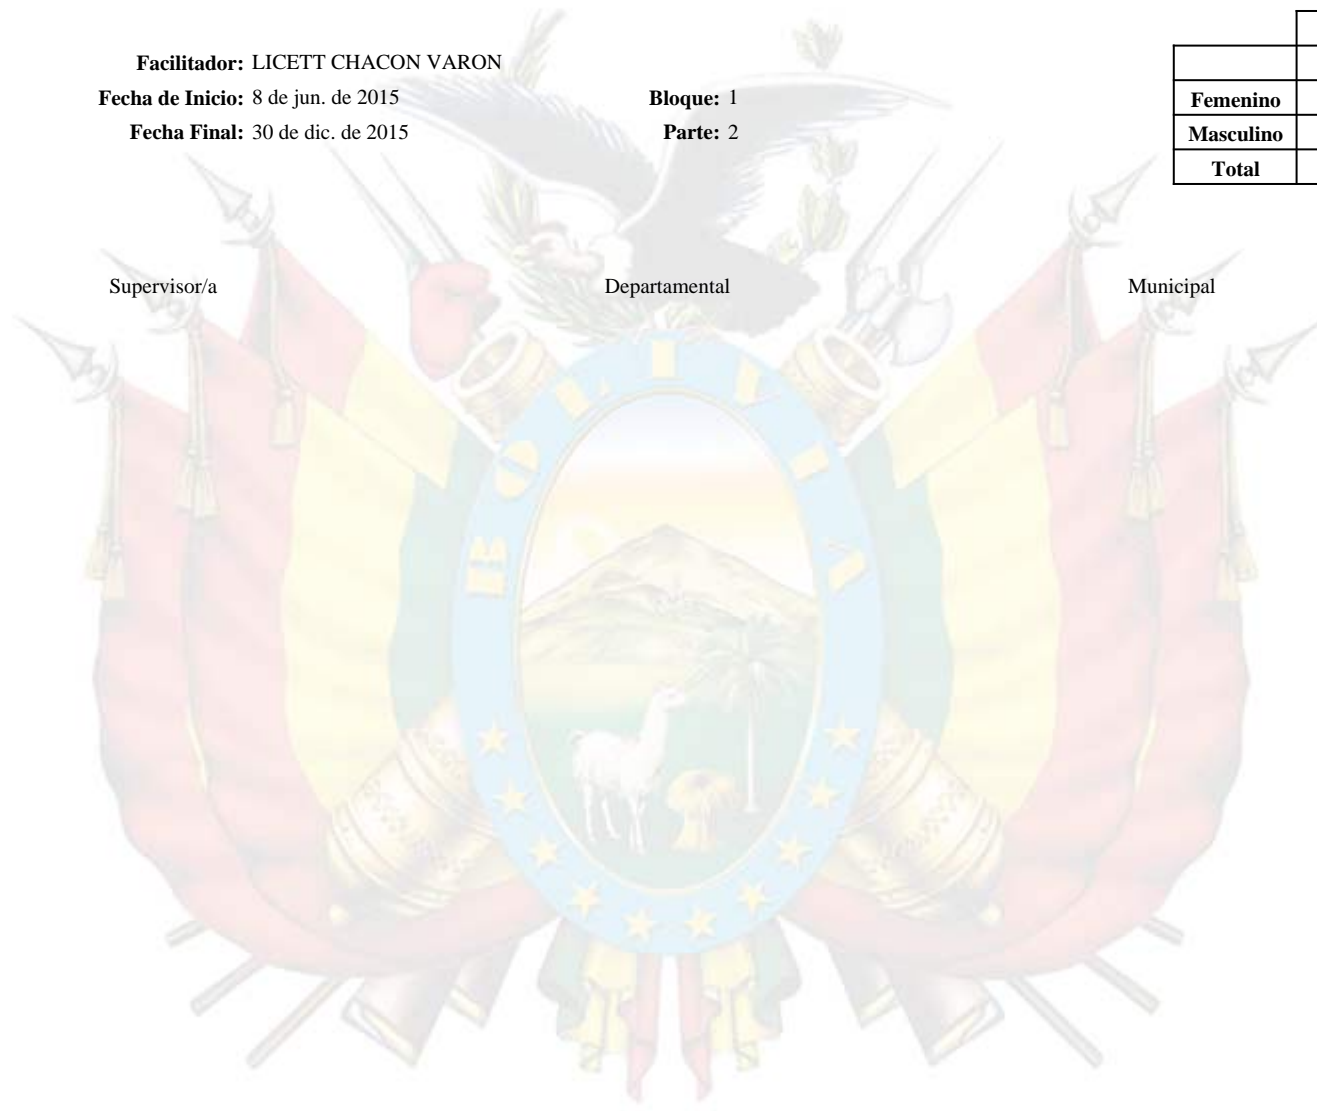 Facilitador: LICETT CHACON VARON
Fecha de Inicio: 8 de jun. de 2015 Bloque: 1
Fecha Final: 30 de dic. de 2015 Parte: 2
Femenino
Masculino
Total
Supervisor/a Departamental Municipal
BOLIVIA